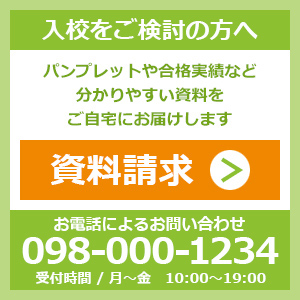 入校をご検討の方へ
パンプレットや合格実績など
分かりやすい資料を
ご自宅にお届けします
資料請求
お電話によるお問い合わせ
098-000-1234
受付時間 / 月～金　10:00～19:00